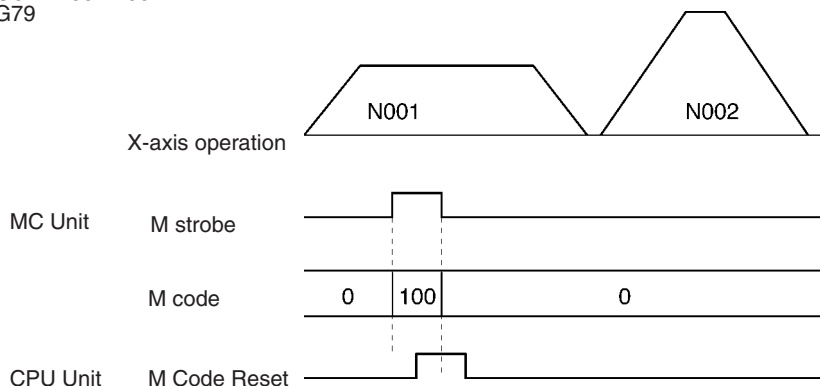 G79
N001
N002
X-axis operation
MC Unit M strobe
M code 0 100 0
CPU Unit M Code Reset